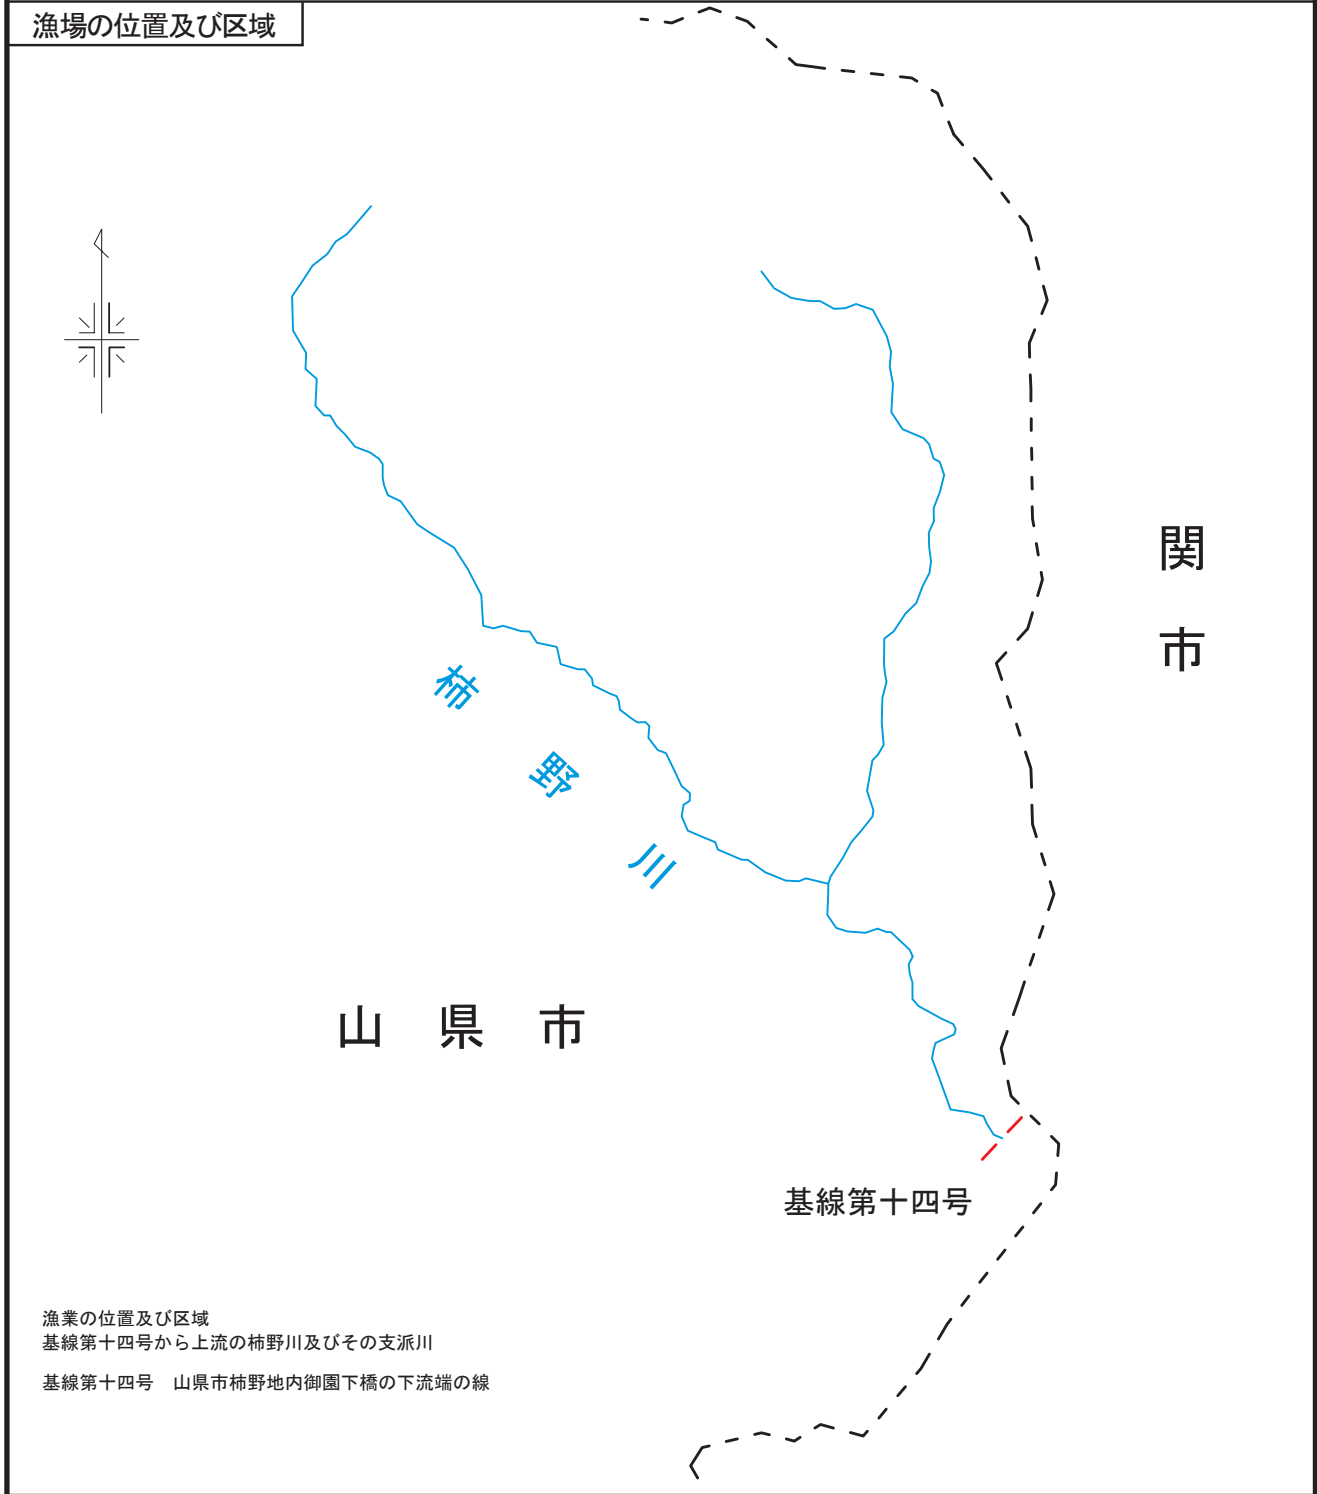 漁場の位置及び区域
関市
柿野川
山県市
基線第十四号
漁業の位置及び区域
基線第十四号から上流の柿野川及びその支派川
基線第十四号　山県市柿野地内御園下橋の下流端の線